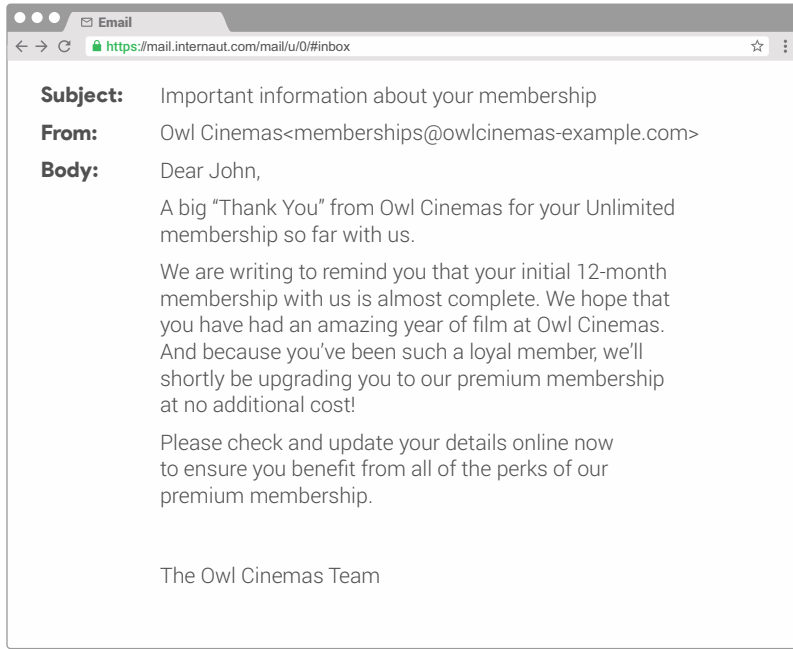 Email
https://mail.internaut.com/mail/u/0/#inbox
Subject: Important information about your membership
From: Owl Cinemas<memberships@owlcinemas-example.com>
Body: Dear John,
A big “Thank You” from Owl Cinemas for your Unlimited
membership so far with us.
We are writing to remind you that your initial 12-month
membership with us is almost complete. We hope that
you have had an amazing year of film at Owl Cinemas.
And because you’ve been such a loyal member, we’ll
shortly be upgrading you to our premium membership
at no additional cost!
Please check and update your details online now
to ensure you benefit from all of the perks of our
premium membership.
The Owl Cinemas Team